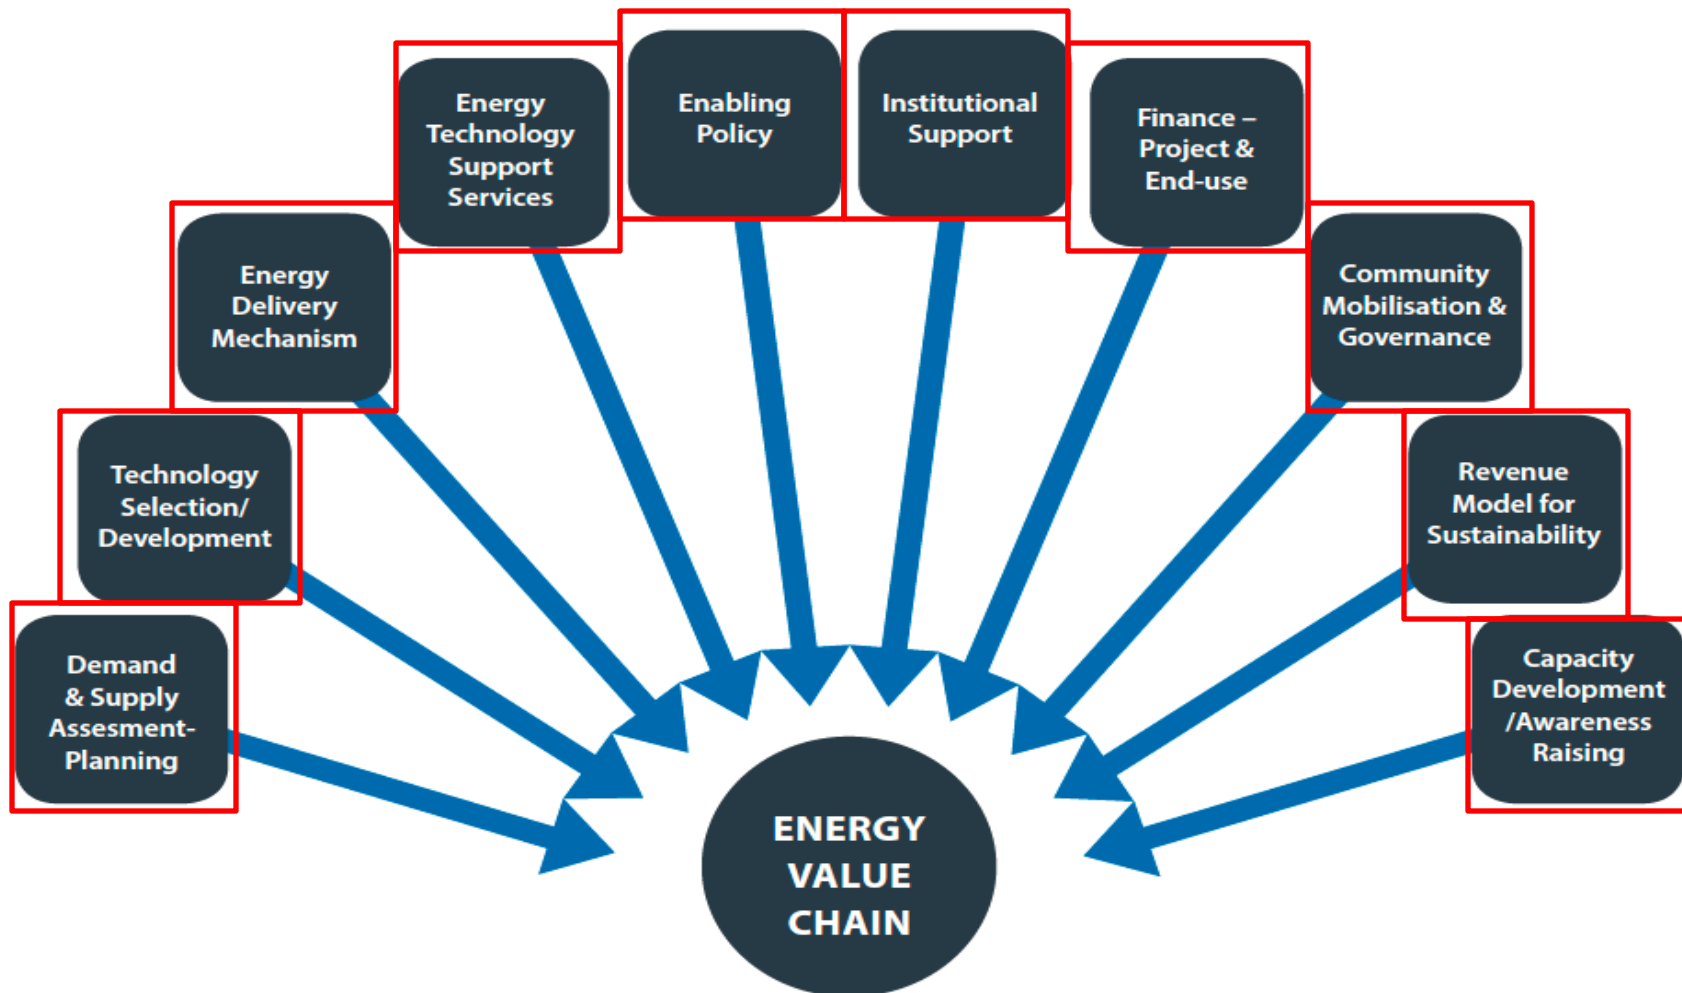 Demand
& Supply
Assesment-
Planning
Technology
Selection/
Development
Energy
Delivery
Mechanism
Energy
Technology
Support
Services
Enabling
Policy
Institutional
Support
Finance –
Project &
End-use
Community
Mobilisation &
Governance
Revenue
Model for
Sustainability
Capacity
Development
/Awareness
Raising
ENERGY
VALUE
CHAIN